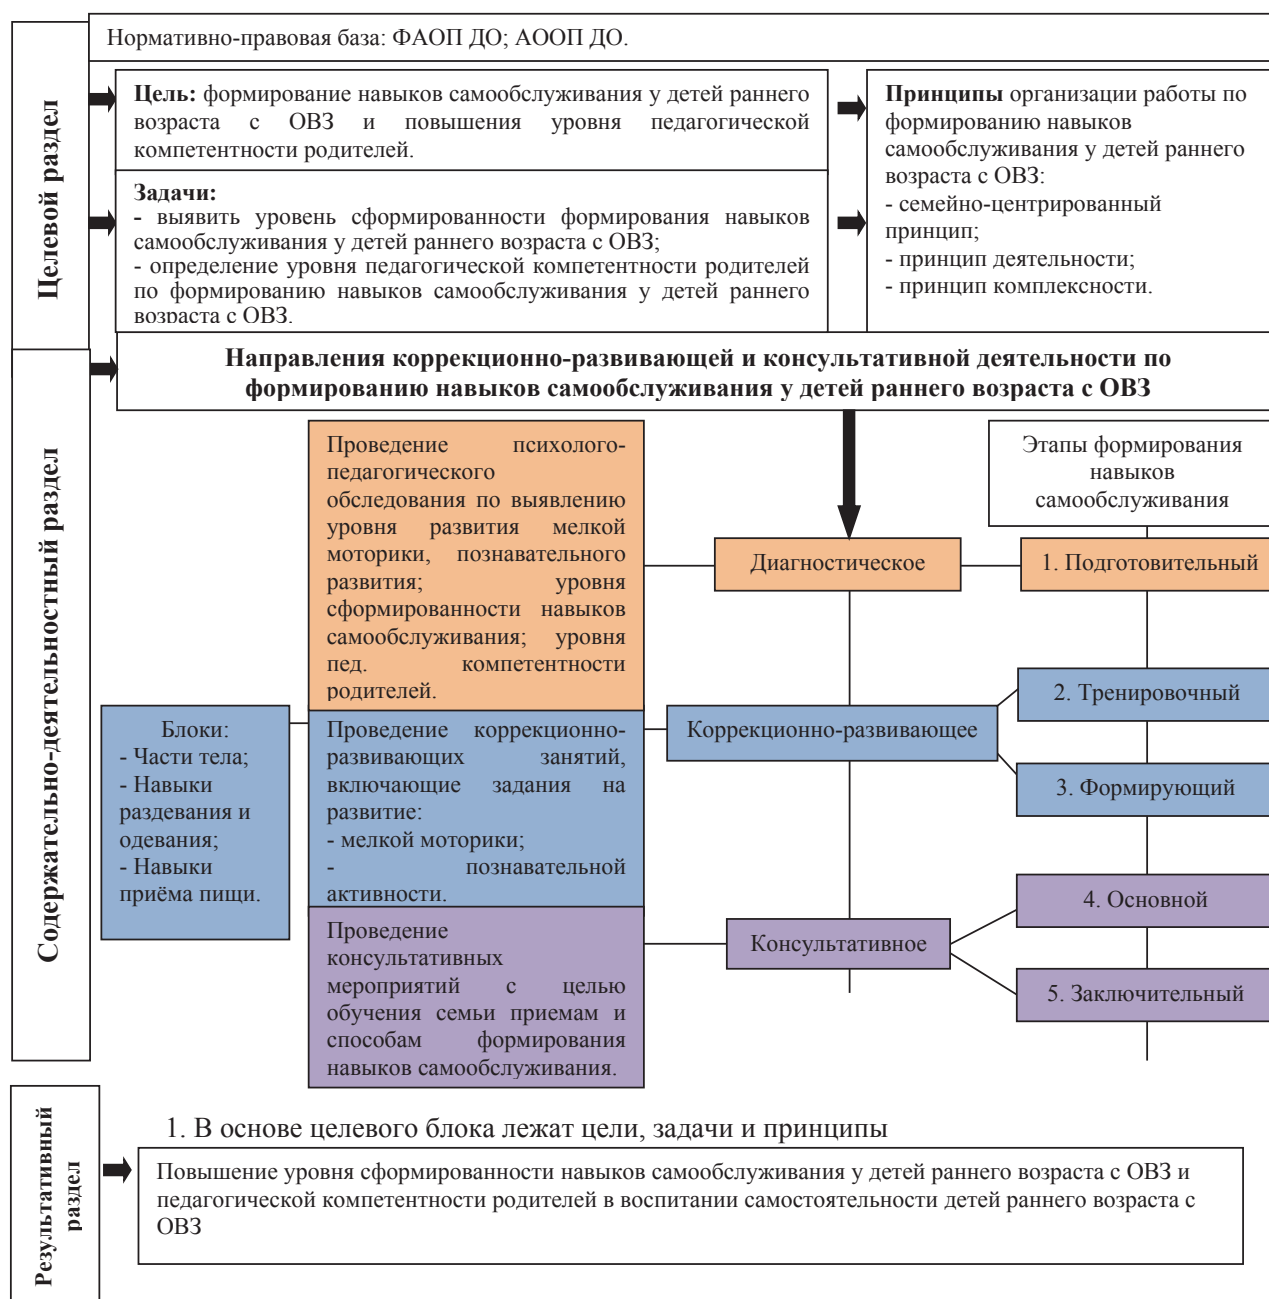 Целевой раздел
Нормативно-правовая база: ФАОП ДО; АООП ДО.
Цель: формирование навыков самообслуживания у детей раннего
возраста с ОВЗ и повышения уровня педагогической
компетентности родителей.
Задачи:
- выявить уровень сформированности формирования навыков
самообслуживания у детей раннего возраста с ОВЗ;
- определение уровня педагогической компетентности родителей
по формированию навыков самообслуживания у детей раннего
возраста с ОВЗ.
Принципы организации работы по
формированию навыков
самообслуживания у детей раннего
возраста с ОВЗ:
- семейно-центрированный
принцип;
- принцип деятельности;
- принцип комплексности.
Содержательно-деятельностный раздел
Направления коррекционно-развивающей и консультативной деятельности по
формированию навыков самообслуживания у детей раннего возраста с ОВЗ
Проведение психолого-
педагогического
обследования по выявлению
уровня развития мелкой
моторики, познавательного
развития; уровня
сформированности навыков
самообслуживания; уровня
пед. компетентности
родителей.
Диагностическое
Этапы формирования
навыков
самообслуживания
1. Подготовительный
Блоки:
- Части тела;
- Навыки
раздевания и
одевания;
- Навыки
приёма пищи.
Проведение коррекционно-
развивающих занятий,
включающие задания на
развитие:
- мелкой моторики;
- познавательной
активности.
Коррекционно-развивающее
2. Тренировочный
3. Формирующий
Проведение
консультативных
мероприятий с целью
обучения семьи приемам и
способам формирования
навыков самообслуживания.
Консультативное
4. Основной
5. Заключительный
Результативный
раздел
1. В основе целевого блока лежат цели, задачи и принципы
Повышение уровня сформированности навыков самообслуживания у детей раннего возраста с ОВЗ и
педагогической компетентности родителей в воспитании самостоятельности детей раннего возраста с
ОВЗ